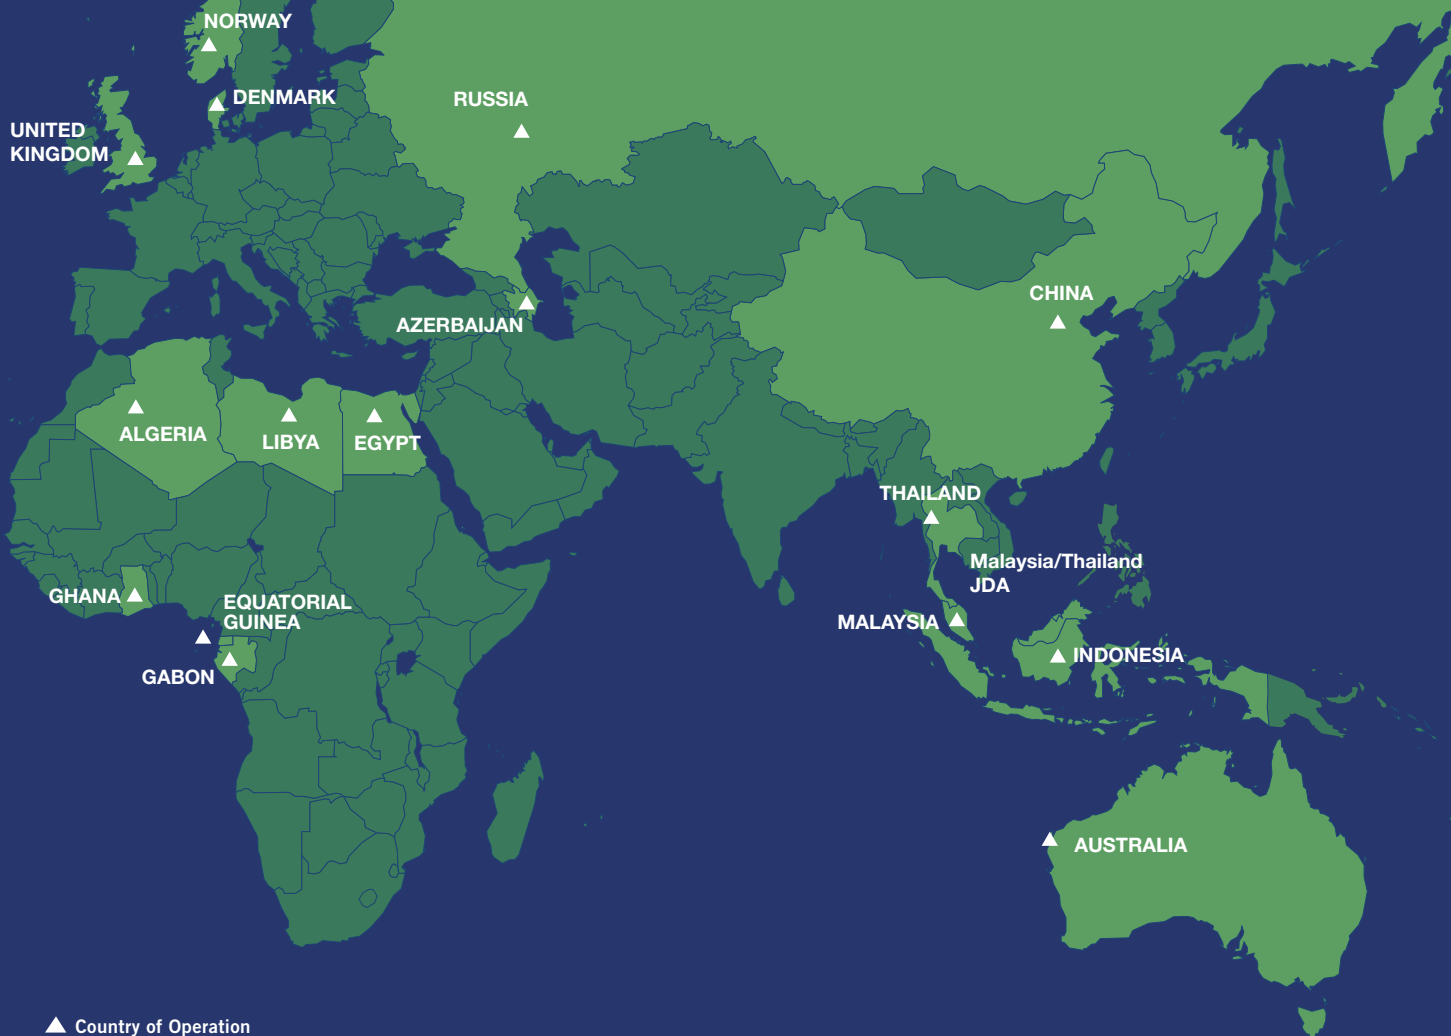 NORWAY
DENMARK
RUSSIA
UNITED
KINGDOM
CHINA
AZERBAIJAN
ALGERIA
LIBYA
EGYPT
THAILAND
Malaysia/Thailand
JDA
GHANA
EQUATORIAL
GUINEA
MALAYSIA
INDONESIA
GABON
AUSTRALIA
Country of Operation